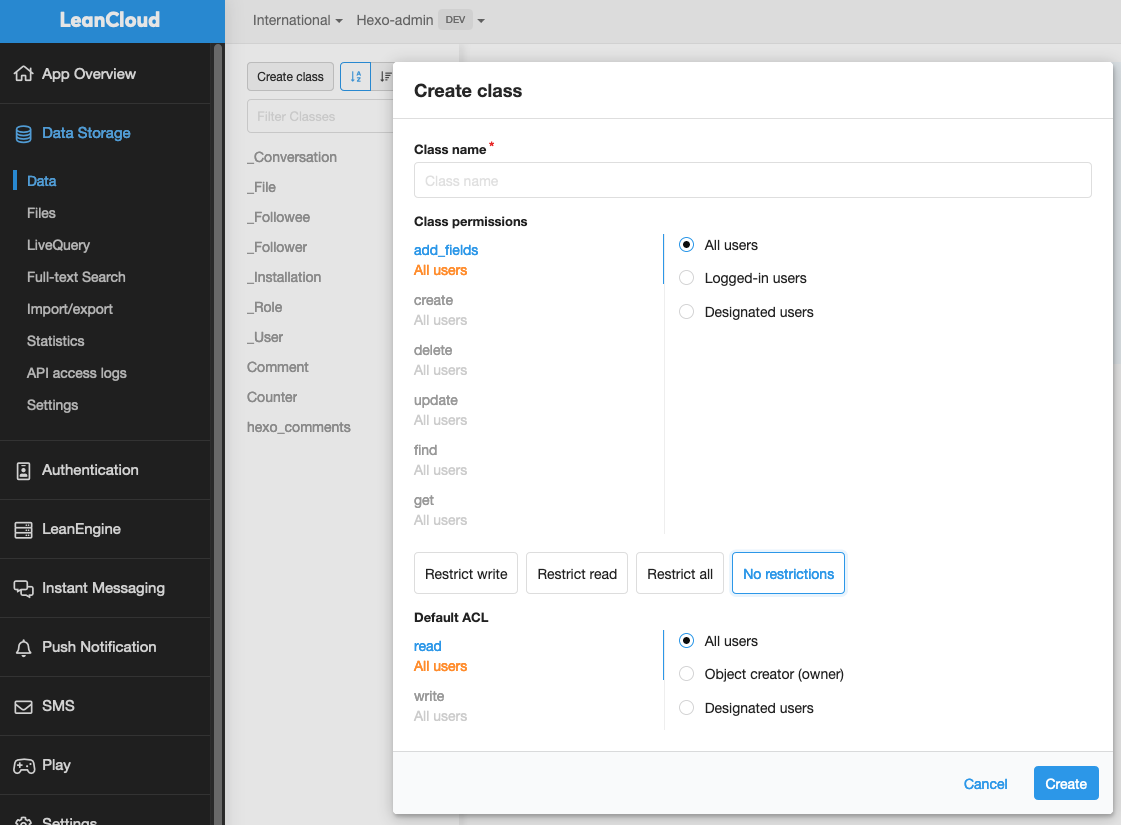 LeanCloud
International
Hexo-admin DEV
App Overview
Data Storage
Data
Files
LiveQuery
Full-text Search
Import/export
Statistics
API access logs
Settings
Authentication
LeanEngine
Instant Messaging
Push Notification
SMS
Play
Settings
Create class
Filter Classes
_Conversation
_File
_Followee
_Follower
_Installation
_Role
_User
Comment
Counter
hexo_comments
Create class
Class name *
Class name
Class permissions
add_fields
All users
create
All users
delete
All users
update
All users
find
All users
get
All users
All users
Logged-in users
Designated users
Restrict write
Restrict read
Restrict all
No restrictions
Default ACL
read
All users
write
All users
All users
Object creator (owner)
Designated users
Cancel
Create